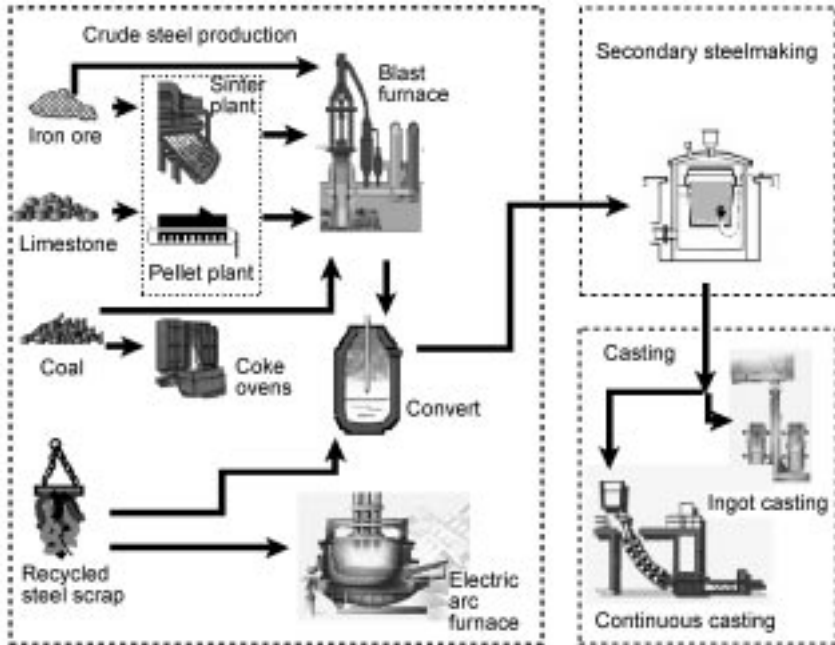 Crude steel production
Sinter
plant
Blast
furnace
Iron ore
Limestone
Pellet plant
Coal
Coke
ovens
Convert
Recycled
steel scrap
Electric
arc
furnace
Secondary steelmaking
Casting
Ingot casting
Continuous casting